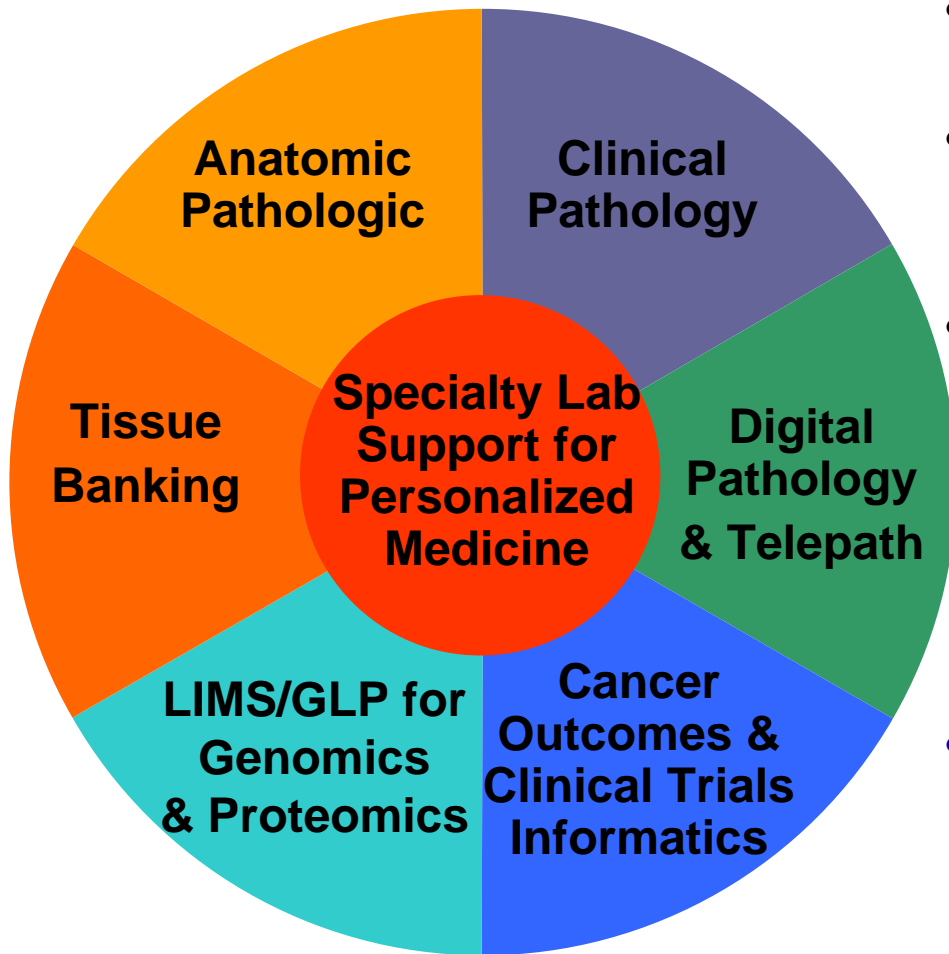 Anatomic
Pathologic
Clinical
Pathology
Specialty Lab
Support for
Personalized
Medicine
Tissue
Banking
Digital
Pathology
& Telepath
LIMS/GLP for
Genomics
& Proteomics
Cancer
Outcomes &
Clinical Trials
Informatics